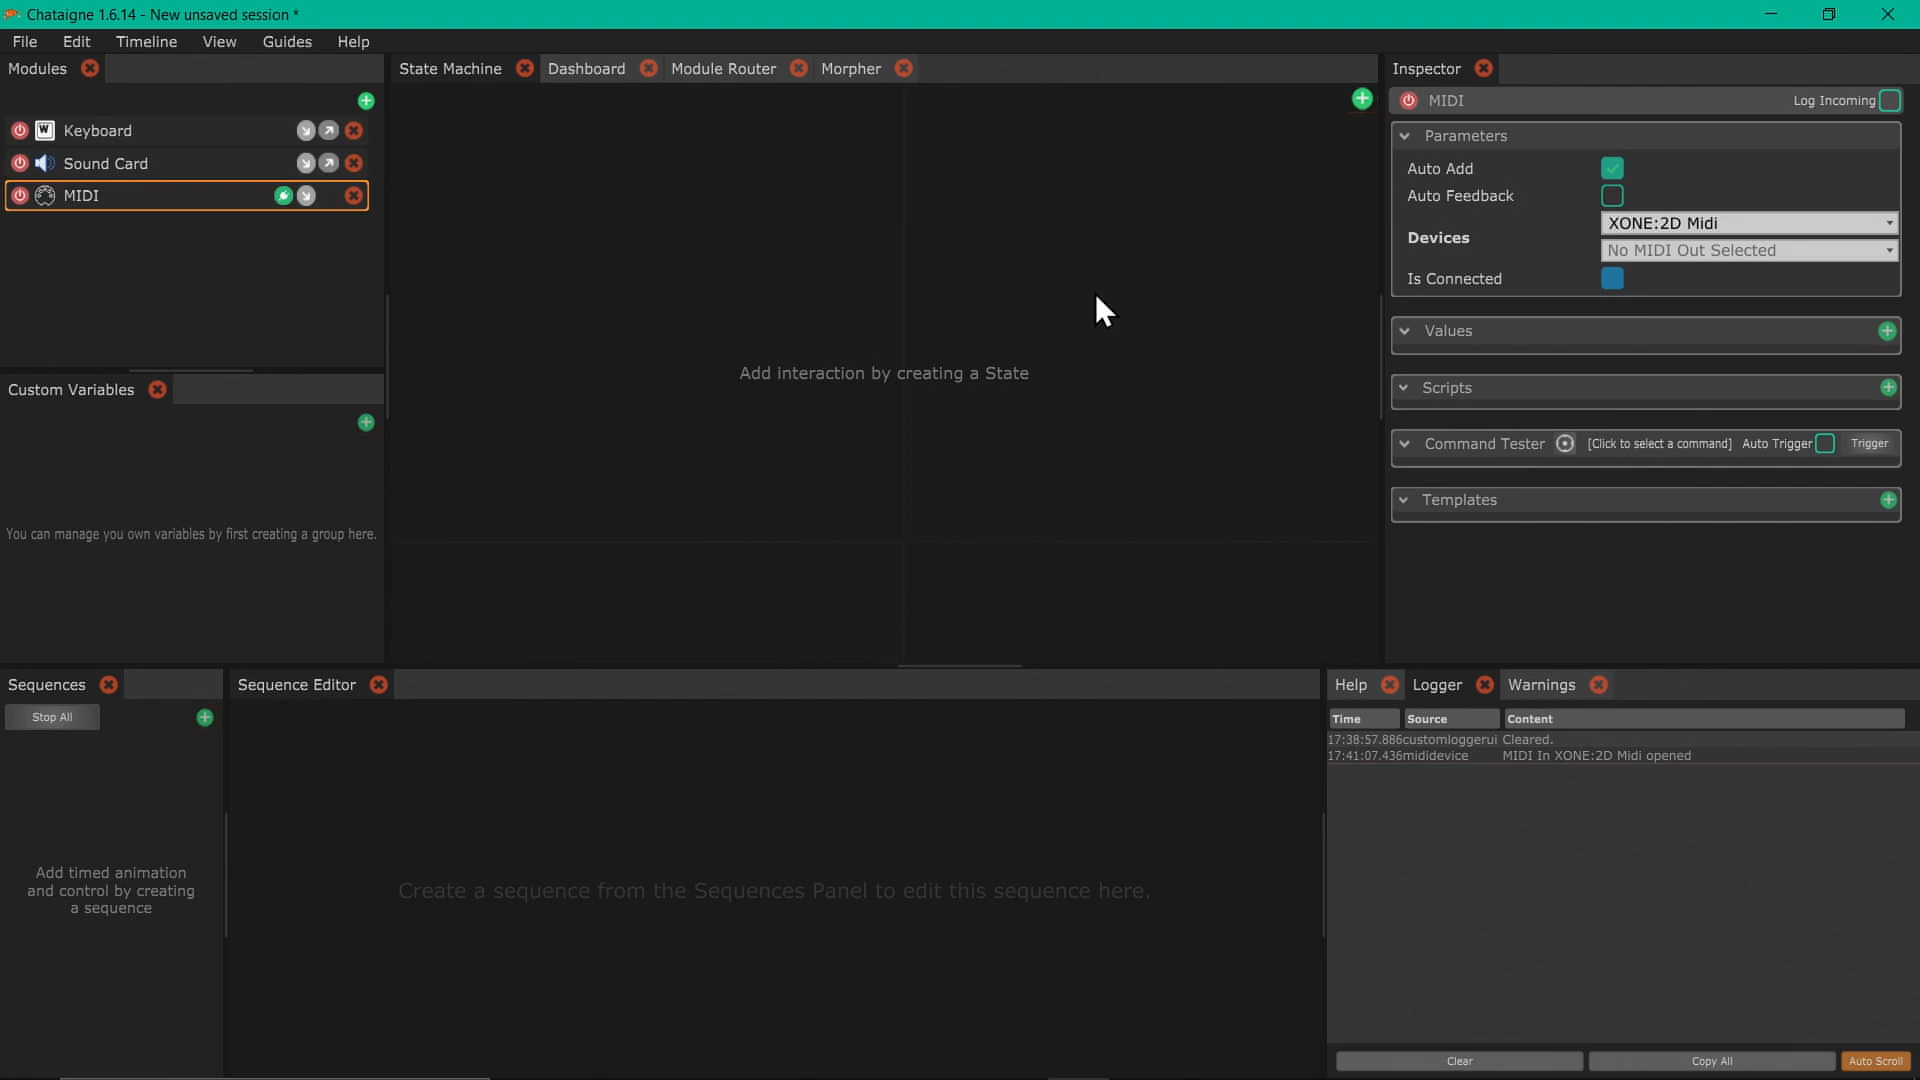 Chataigne 1.6.14 - New unsaved session *
File Edit Timeline View Guides Help
Modules
Keyboard
Sound Card
MIDI
Custom Variables
You can manage you own variables by first creating a group here.
State Machine Dashboard Module Router Morpher
Add interaction by creating a State
Inspector
MIDI Log Incoming
Parameters
Auto Add
Auto Feedback
Devices XONE:2D Midi
No MIDI Out Selected
Is Connected
Values
Scripts
Command Tester [Click to select a command] Auto Trigger Trigger
Templates
Sequences
Stop All
Add timed animation
and control by creating
a sequence
Sequence Editor
Create a sequence from the Sequences Panel to edit this sequence here.
Help Logger Warnings
Time Source Content
17:38:57.886customloggerui Cleared.
17:41:07.436mididevice MIDI In XONE:2D Midi opened
Clear Copy All Auto Scroll